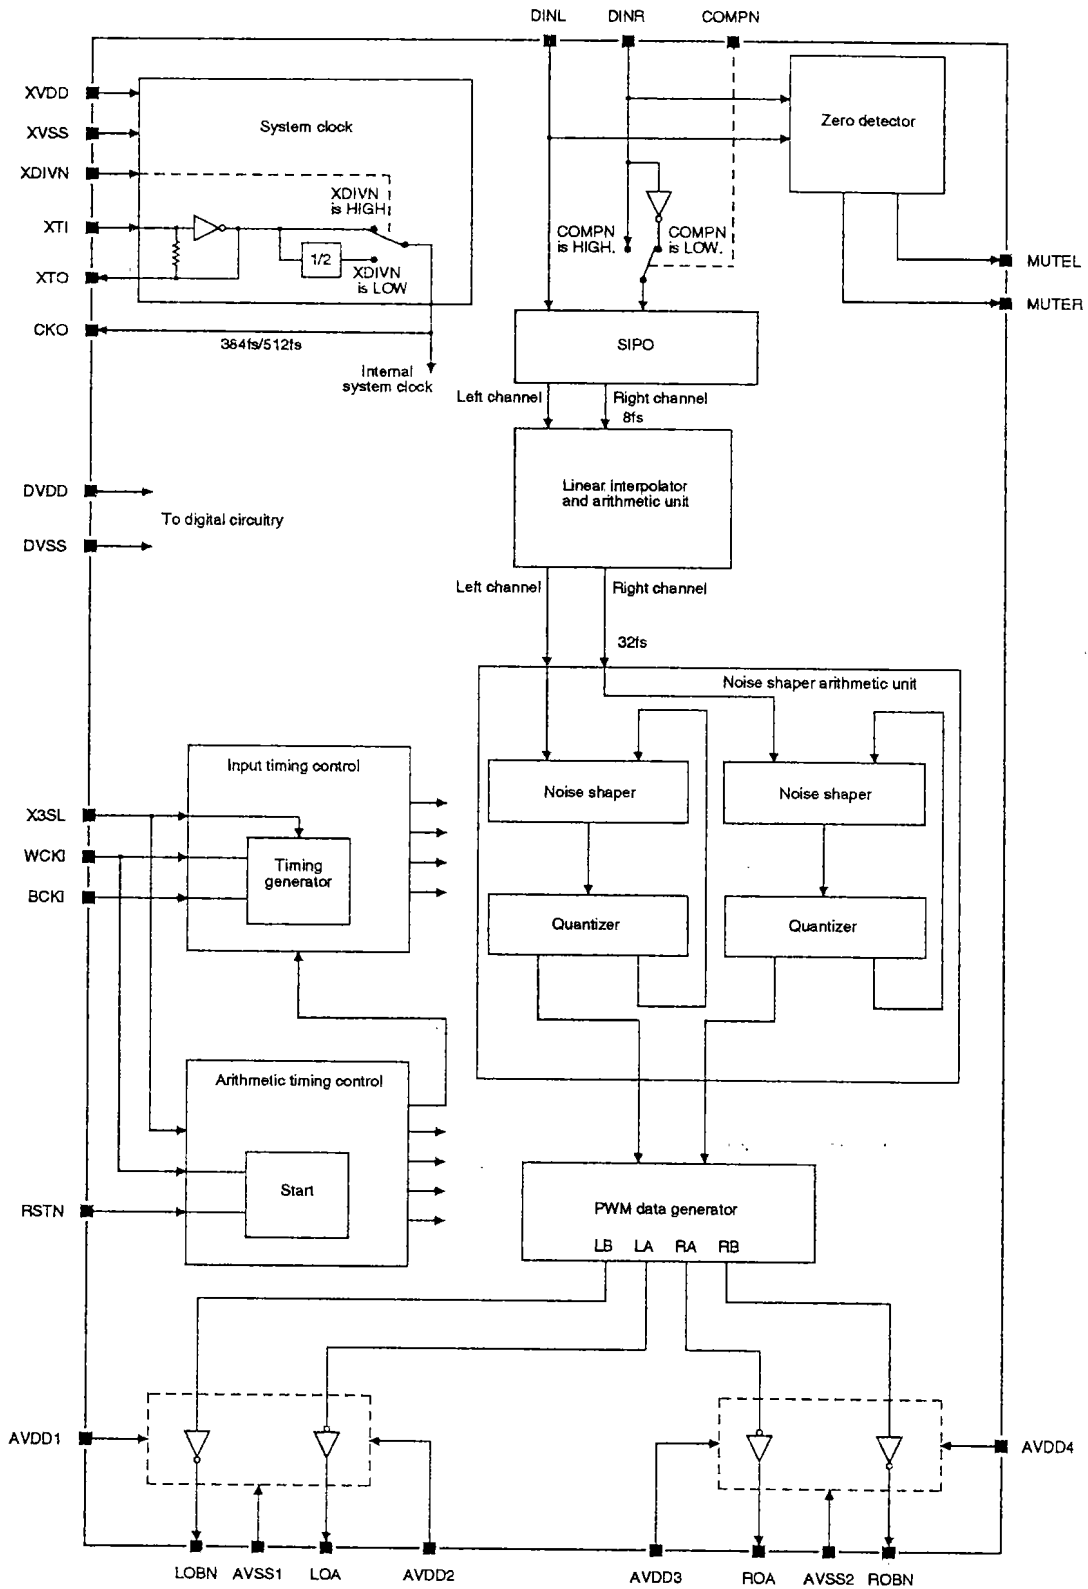 DINL DINR COMPN
XVDD
XVSS
XDIVN
XTI
XTO
CKO
System clock
XDIVN
is HIGH
1/2
XDIVN
is LOW
384fs/512fs
Internal
system clock
Zero detector
COMPN
is HIGH.
COMPN
is LOW.
MUTEL
MUTER
SIPO
Left channel
Right channel
8fs
Linear interpolator
and arithmetic unit
DVDD
DVSS
To digital circuitry
Left channel
Right channel
32fs
Noise shaper arithmetic unit
Noise shaper
Noise shaper
Quantizer
Quantizer
Input timing control
X3SL
WCKI
BCKI
Timing
generator
Arithmetic timing control
Start
RSTN
PWM data generator
LB LA RA RB
AVDD1
AVDD4
LOBN AVSS1 LOA AVDD2 AVDD3 ROA AVSS2 ROBN